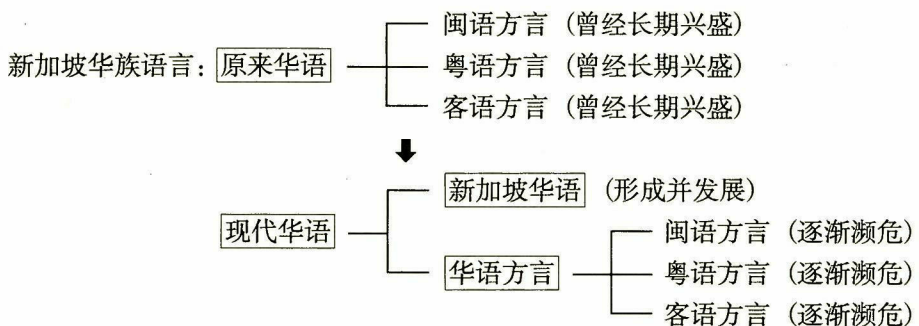 闽语方言（曾经长期兴盛）
新加坡华族语言：原来华语
粤语方言（曾经长期兴盛）
客语方言（曾经长期兴盛）
新加坡华语（形成并发展）
现代华语
闽语方言（逐渐濒危）
华语方言
粤语方言（逐渐濒危）
客语方言（逐渐濒危）